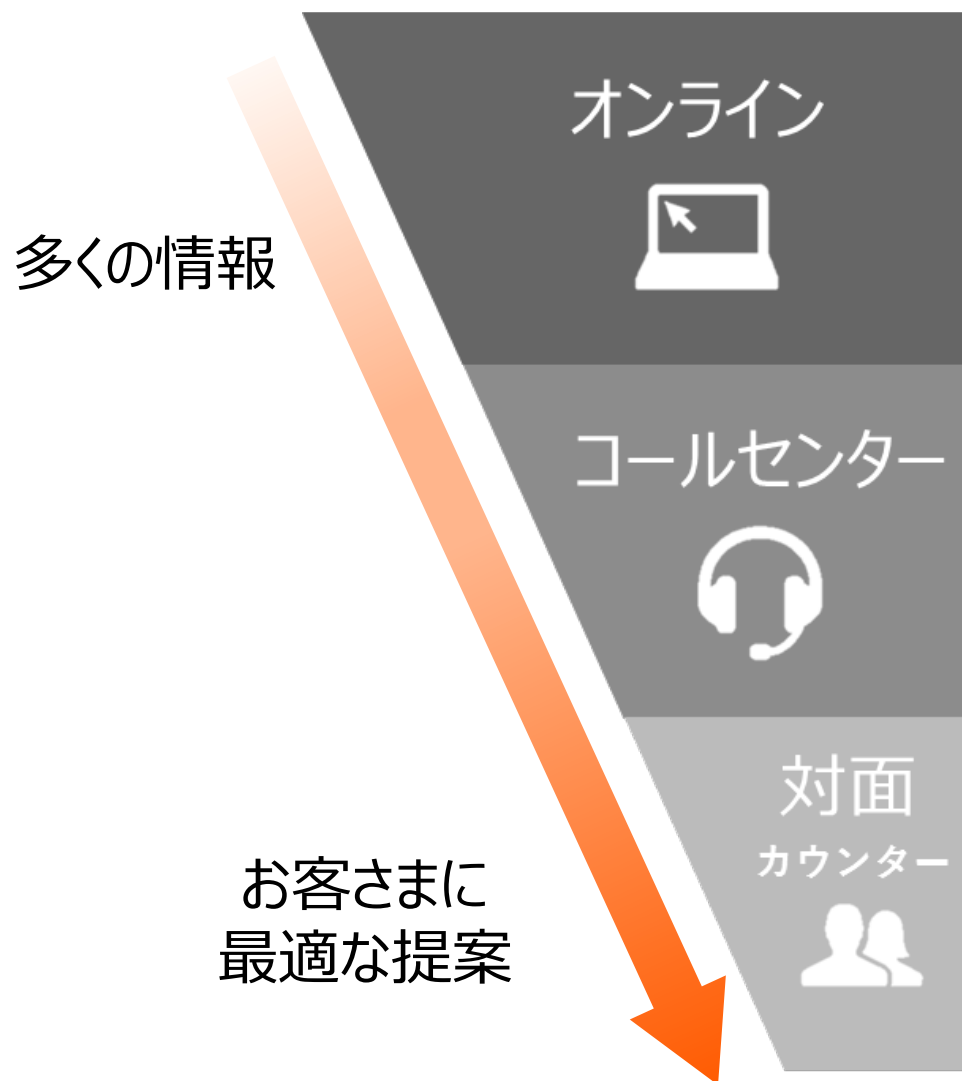 オンライン
多くの情報
コールセンター
対面
カウンター
お客さまに
最適な提案